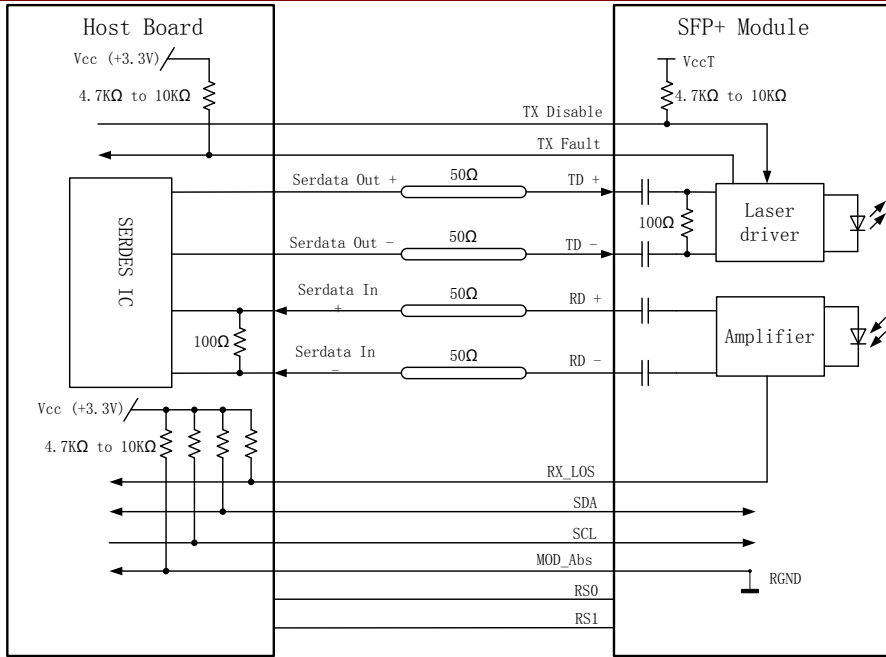 Host Board
SFP+ Module
Vcc (+3.3V)
VccT
4.7KΩ to 10KΩ
4.7KΩ to 10KΩ
TX Disable
TX Fault
Serdata Out +
50Ω
TD +
SERDES IC
100Ω
Laser
driver
Serdata Out -
50Ω
TD -
Serdata In
+
50Ω
RD +
100Ω
Amplifier
Serdata In
-
50Ω
RD -
Vcc (+3.3V)
4.7KΩ to 10KΩ
RX_LOS
SDA
SCL
MOD_Abs
RGND
RS0
RS1